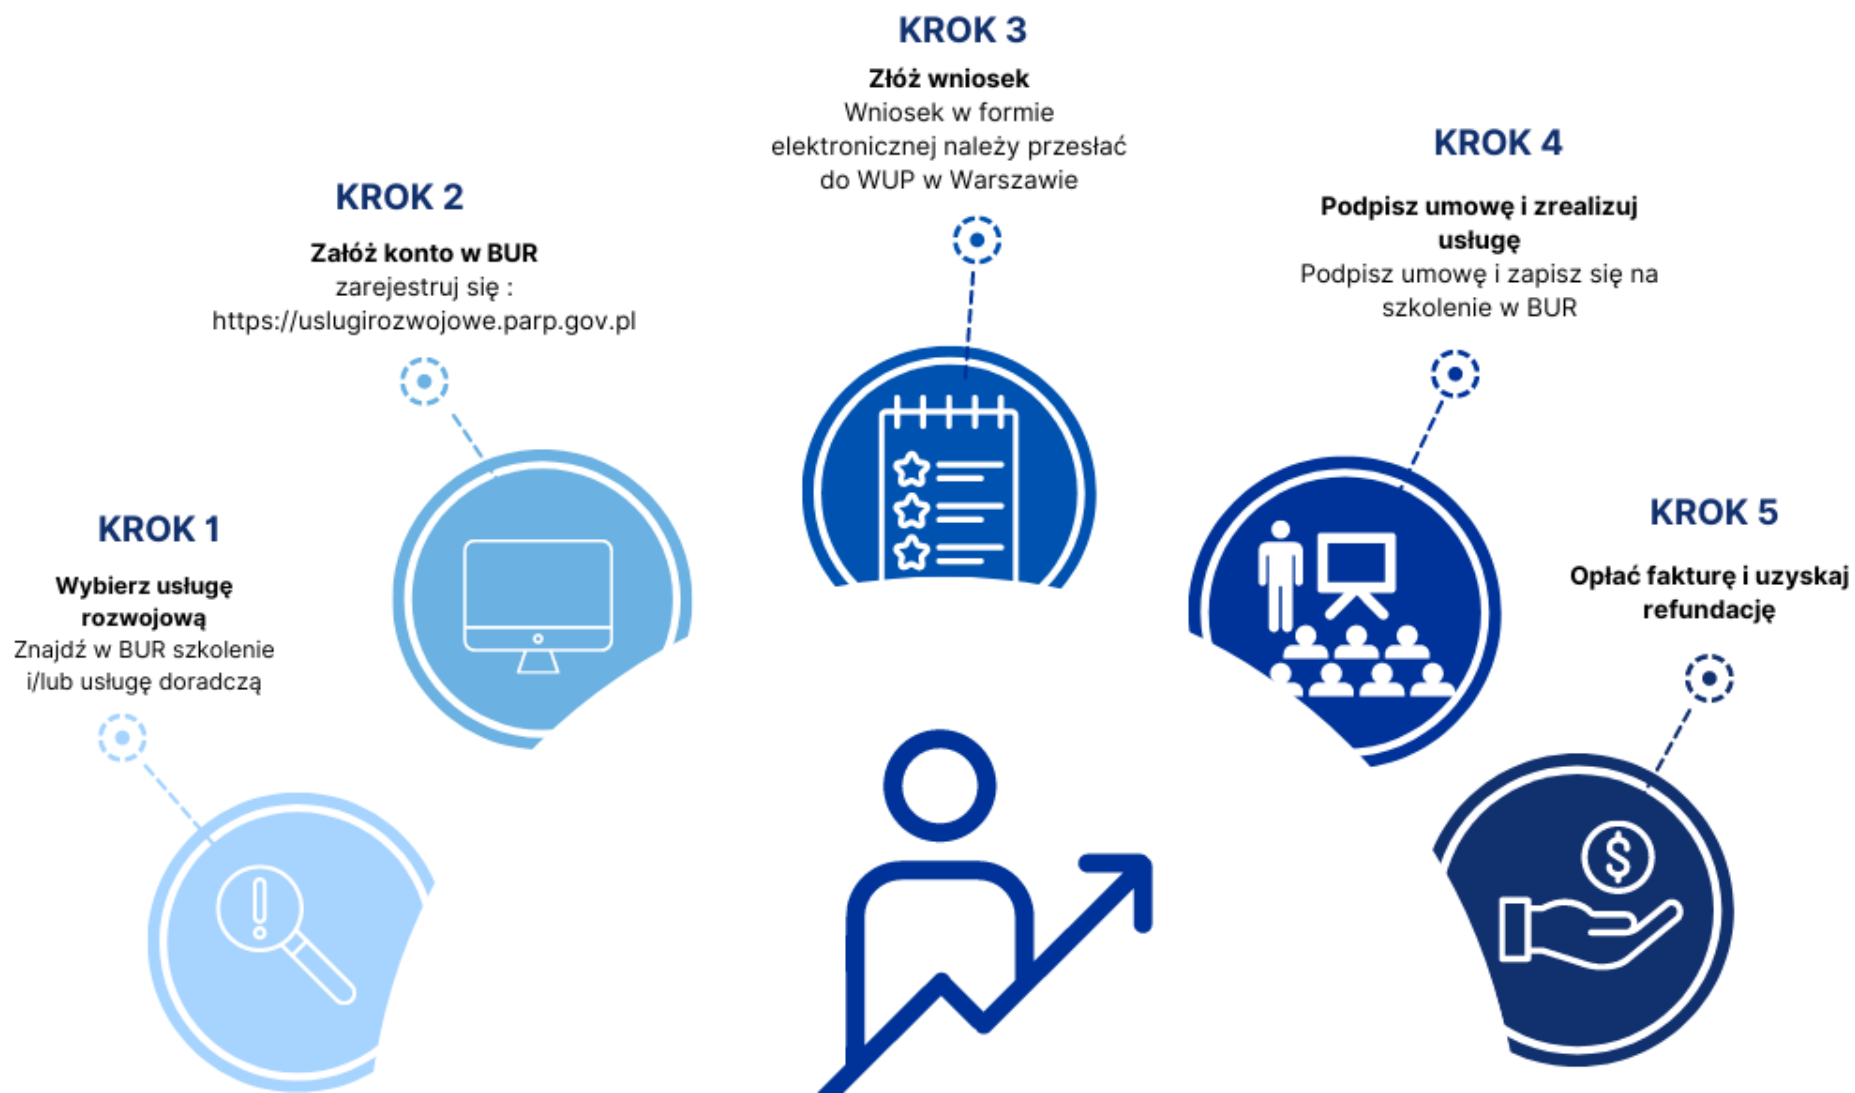 KROK 1
Wybierz usługę
rozwojową
Znajdź w BUR szkolenie
i/lub usługę doradczą
KROK 2
Załóż konto w BUR
zarejestruj się :
https://uslugirozwojowe.parp.gov.pl
KROK 3
Złóż wniosek
Wniosek w formie
elektronicznej należy przesłać
do WUP w Warszawie
KROK 4
Podpisz umowę i zrealizuj
usługę
Podpisz umowę i zapisz się na
szkolenie w BUR
KROK 5
Opłać fakturę i uzyskaj
refundację